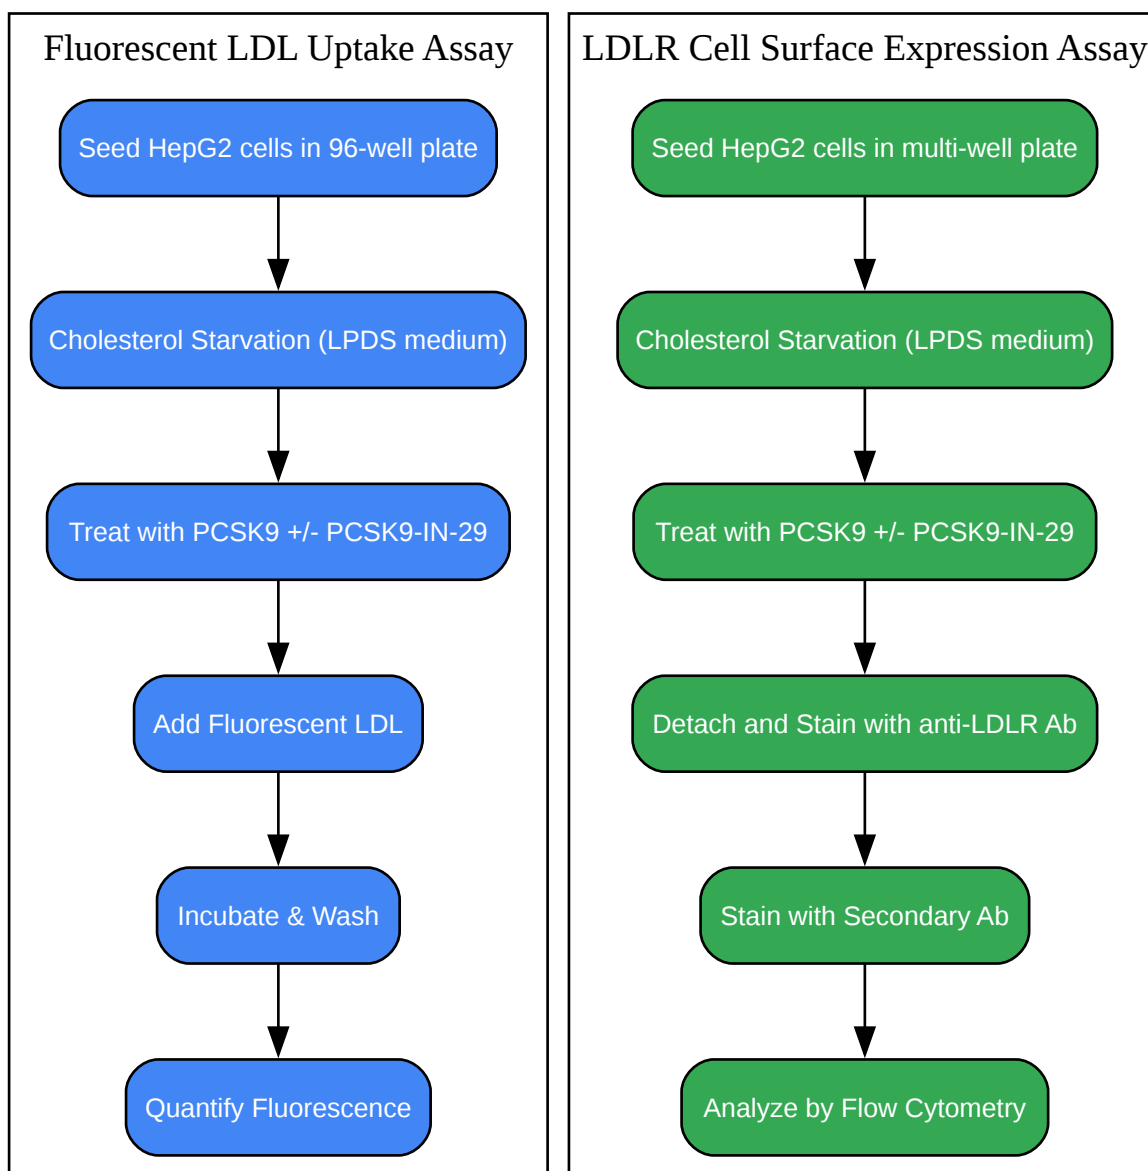 Fluorescent LDL Uptake Assay
Seed HepG2 cells in 96-well plate
Cholesterol Starvation (LPDS medium)
Treat with PCSK9 +/- PCSK9-IN-29
Add Fluorescent LDL
Incubate & Wash
Quantify Fluorescence
LDLR Cell Surface Expression Assay
Seed HepG2 cells in multi-well plate
Cholesterol Starvation (LPDS medium)
Treat with PCSK9 +/- PCSK9-IN-29
Detach and Stain with anti-LDLR Ab
Stain with Secondary Ab
Analyze by Flow Cytometry